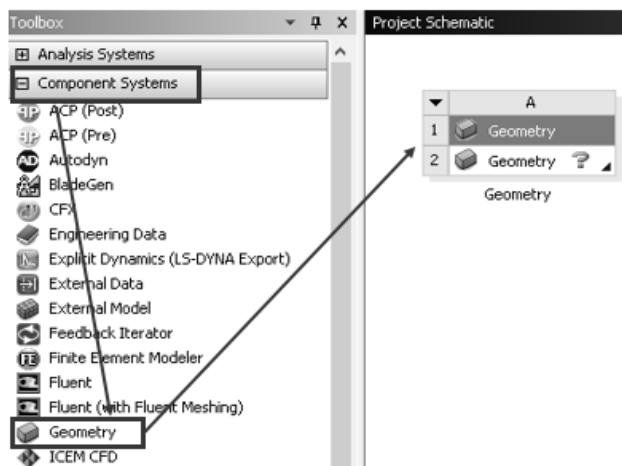 Toolbox
Analysis Systems
Component Systems
ACP (Post)
ACP (Pre)
Autodyn
BladeGen
CFX
Engineering Data
Explicit Dynamics (LS-DYNA Export)
External Data
External Model
Feedback Iterator
Finite Element Modeler
Fluent
Fluent (with Fluent Meshing)
Geometry
ICEM CFD
Project Schematic
A
1 Geometry
2 Geometry ?
Geometry